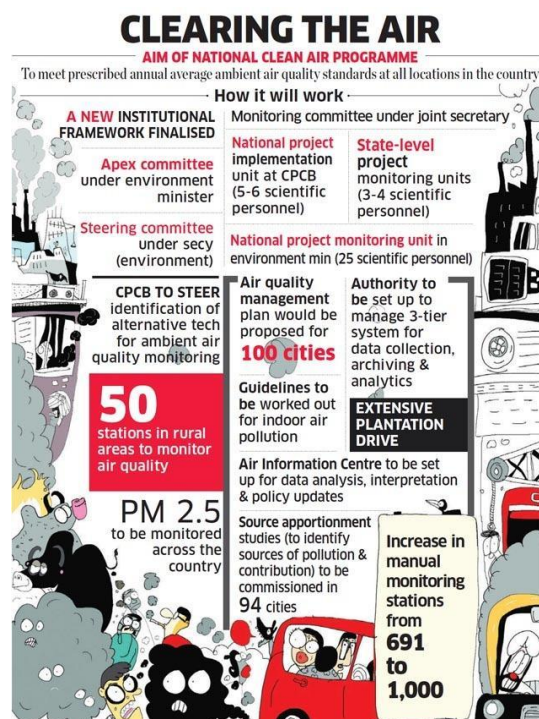 CLEARING THE AIR
AIM OF NATIONAL CLEAN AIR PROGRAMME
To meet prescribed annual average ambient air quality standards at all locations in the country
How it will work
A NEW INSTITUTIONAL
FRAMEWORK FINALISED
Apex committee
under environment
minister
Steering committee
under secy
(environment)
Monitoring committee under joint secretary
National project
implementation
unit at CPCB
(5-6 scientific
personnel)
State-level
project
monitoring units
(3-4 scientific
personnel)
National project monitoring unit in
environment min (25 scientific personnel)
CPCB TO STEER
identification of
alternative tech
for ambient air
quality monitoring
50
stations in rural
areas to monitor
air quality
PM 2.5
to be monitored
across the
country
Air quality
management
plan would be
proposed for
100 cities
Guidelines to
be worked out
for indoor air
pollution
Authority to
be set up to
manage 3-tier
system for
data collection,
archiving &
analytics
EXTENSIVE
PLANTATION
DRIVE
Air Information Centre to be set
up for data analysis, interpretation
& policy updates
Source apportionment
studies (to identify
sources of pollution &
contribution) to be
commissioned in
94 cities
Increase in
manual
monitoring
stations
from
691
to
1,000